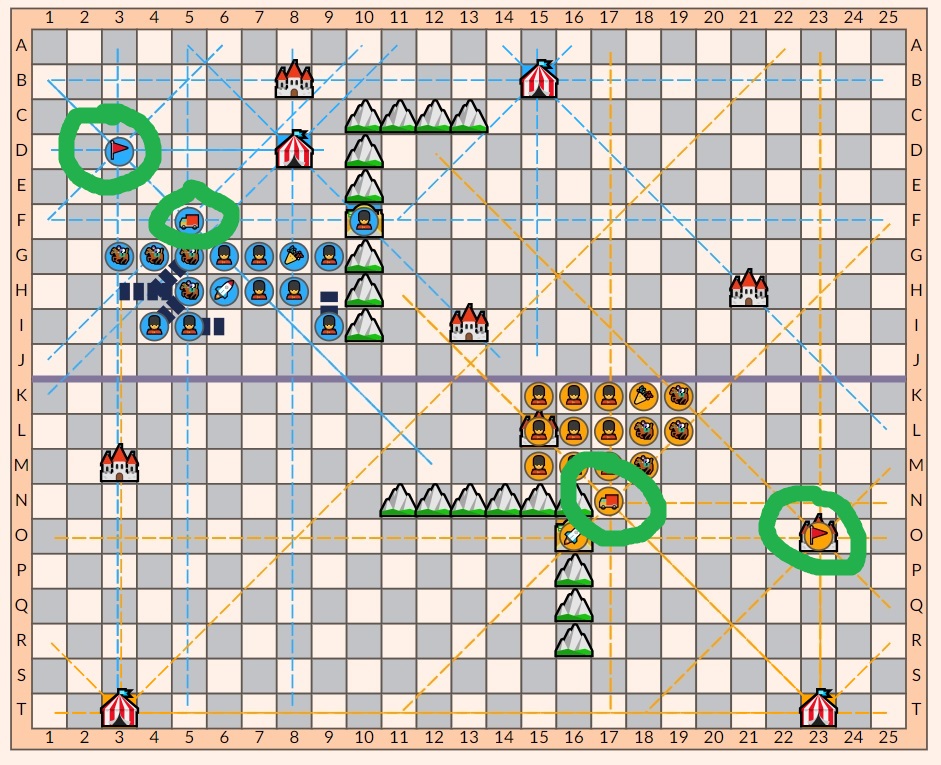 1 2 3 4 5 6 7 8 9 10 11 12 13 14 15 16 17 18 19 20 21 22 23 24 25
A A
B B
C C
D D
E E
F F
G G
H H
I I
J J
K K
L L
M M
N N
O O
P P
Q Q
R R
S S
T T
1 2 3 4 5 6 7 8 9 10 11 12 13 14 15 16 17 18 19 20 21 22 23 24 25